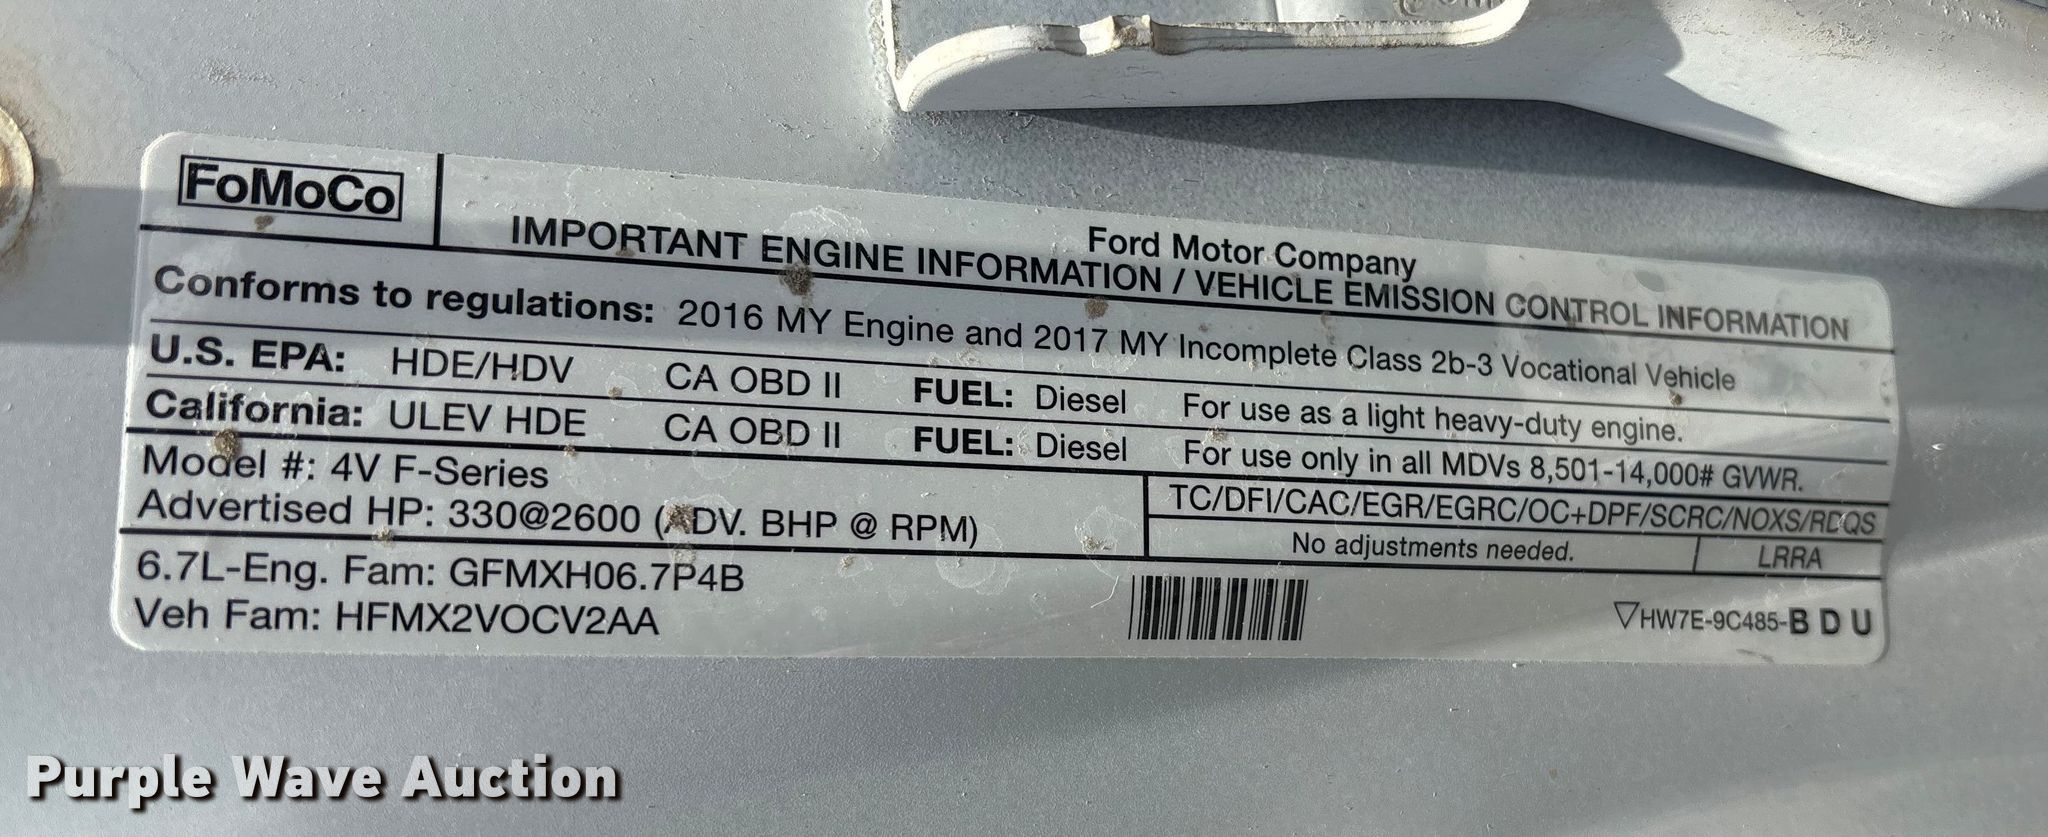 FoMoCo
Ford Motor Company
IMPORTANT ENGINE INFORMATION / VEHICLE EMISSION CONTROL INFORMATION
Conforms to regulations: 2016 MY Engine and 2017 MY Incomplete Class 2b-3 Vocational Vehicle
U.S. EPA: HDE/HDV CA OBD II FUEL: Diesel For use as a light heavy-duty engine.
California: ULEV HDE CA OBD II FUEL: Diesel For use only in all MDVs 8,501-14,000# GVWR.
Model #: 4V F-Series
Advertised HP: 330@2600 (ADV. BHP @ RPM)
TC/DFI/CAC/EGR/EGRC/OC+DPF/SCRC/NOXS/RDQS
No adjustments needed. LRRA
6.7L-Eng. Fam: GFMXH06.7P4B
Veh Fam: HFMX2VOCV2AA
HW7E-9C485-B D U
Purple Wave Auction